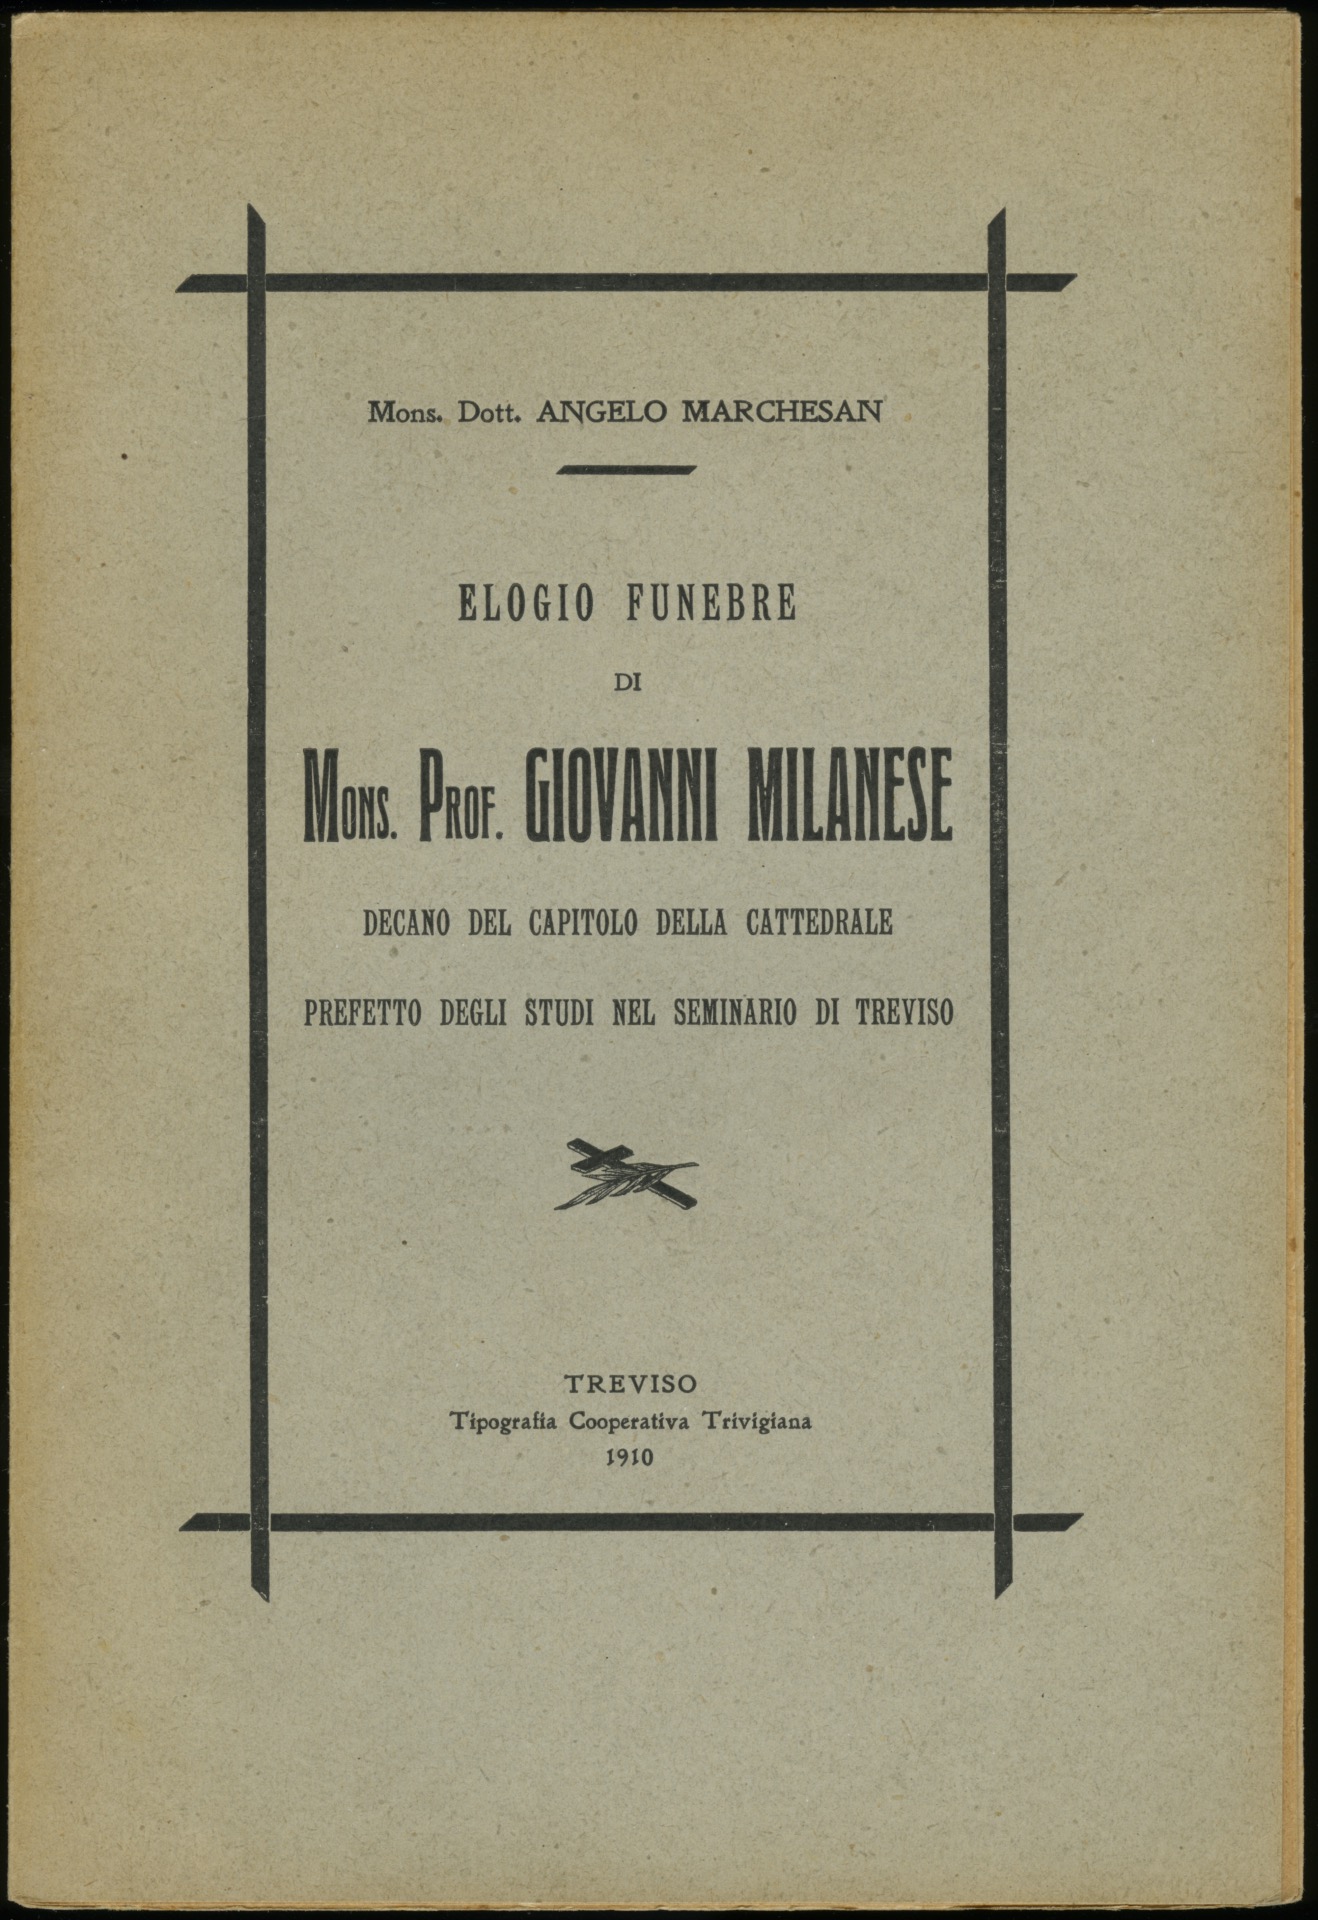 Mons. Dott. ANGELO MARCHESAN
ELOGIO FUNEBRE
DI
MONS. PROF. GIOVANNI MILANESE
DECANO DEL CAPITOLO DELLA CATTEDRALE
PREFETTO DEGLI STUDI NEL SEMINARIO DI TREVISO
TREVISO
Tipografia Cooperativa Trivigiana
1910